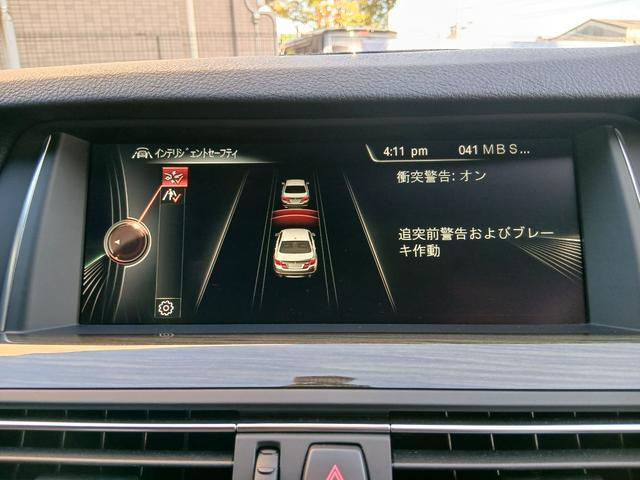 インテリジェントセーフティ
4:11 pm 041 MBS...
衝突警告: オン
追突前警告およびブレー
キ作動